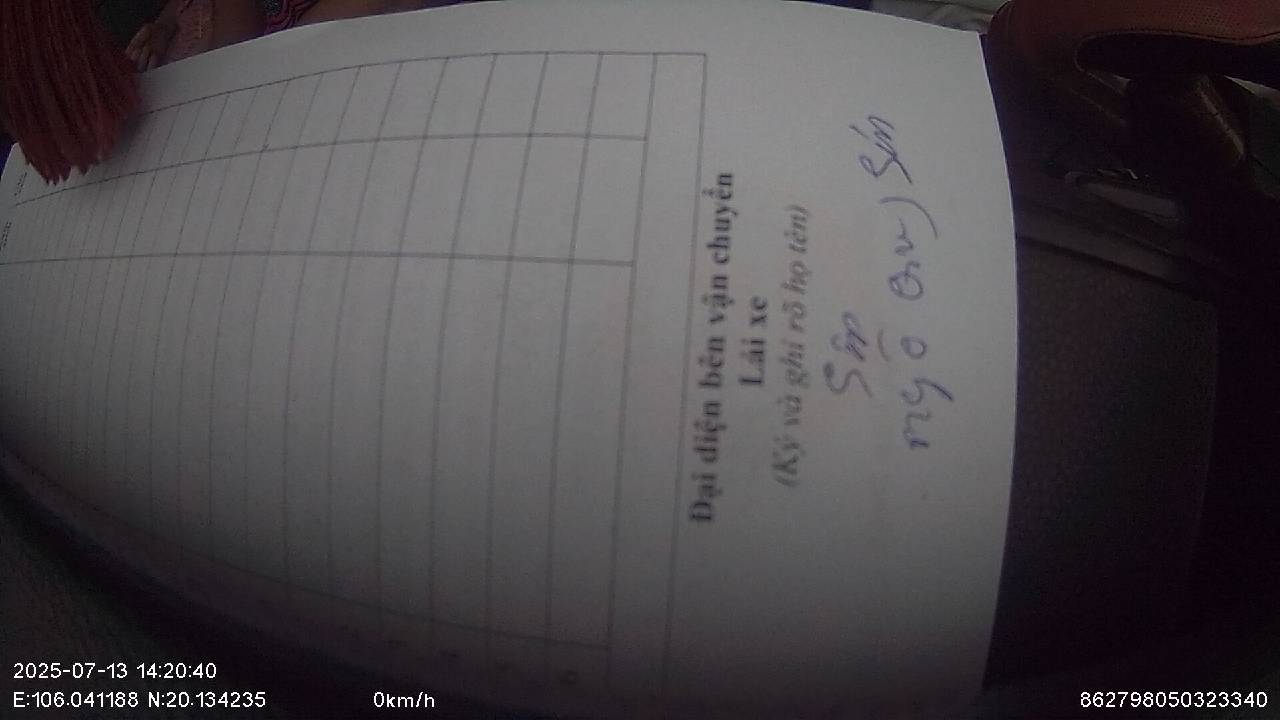 Đại diện bên vận chuyển
Lái xe
(Ký và ghi rõ họ tên)
2025-07-13 14:20:40
E:106.041188 N:20.134235
0km/h
862798050323340